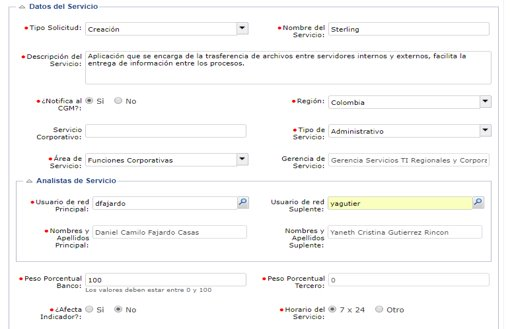 Datos del Servicio
Tipo Solicitud: Creación
Nombre del Servicio: Sterling
Descripción del Servicio: Aplicación que se encarga de la trasferencia de archivos entre servidores internos y externos, facilita la
entrega de información entre los procesos.
¿Notifica al CGM?: Si No
Región: Colombia
Servicio Corporativo:
Tipo de Servicio: Administrativo
Área de Servicio: Funciones Corporativas
Gerencia de Servicio: Gerencia Servicios TI Regionales y Corpora
Analistas de Servicio
Usuario de red Principal: dfajardo
Usuario de red Suplente: yagutier
Nombres y Apellidos Principal: Daniel Camilo Fajardo Casas
Nombres y Apellidos Suplente: Yaneth Cristina Gutierrez Rincon
Peso Porcentual Banco: 100
Los valores deben estar entre 0 y 100
Peso Porcentual Tercero: 0
¿Afecta Indicador?: Si No
Horario del Servicio: 7 x 24 Otro